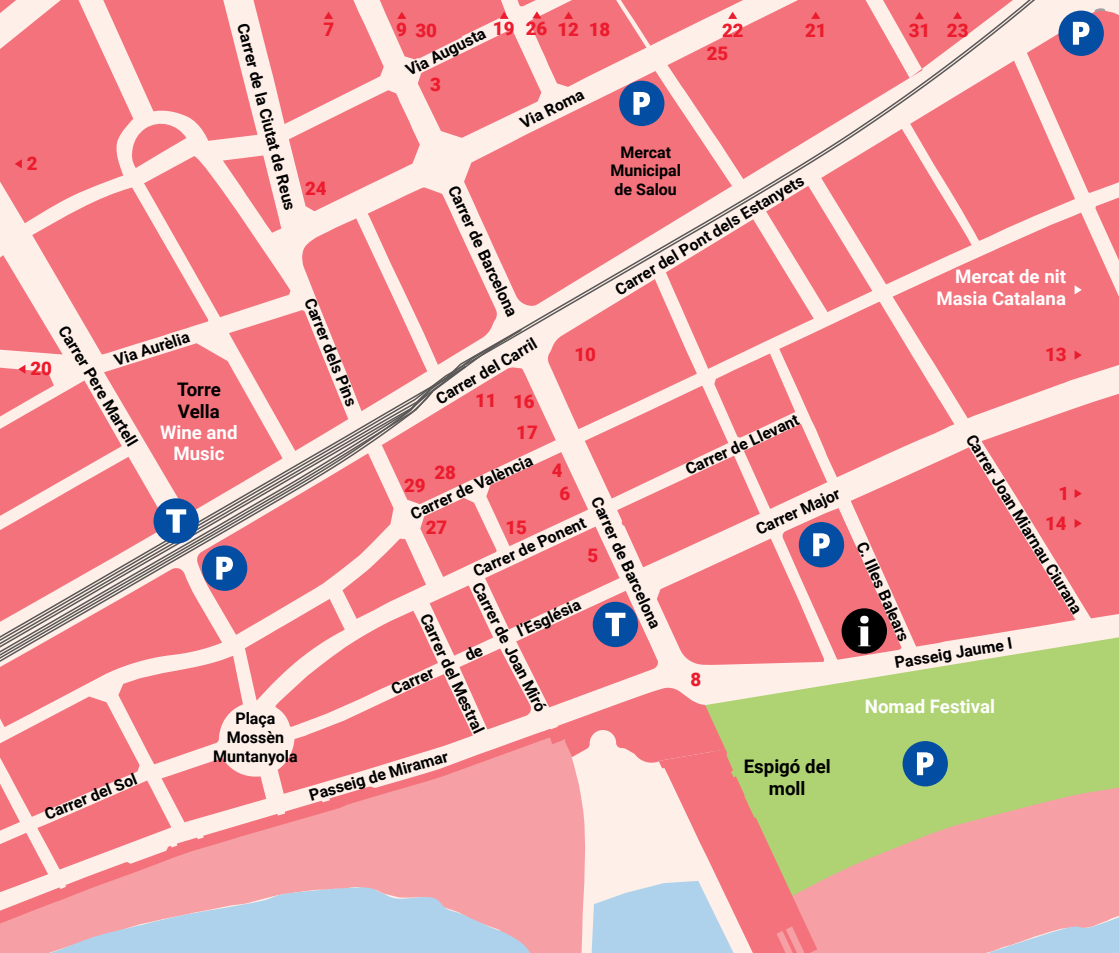 7
9
30
19
26
12
18
22
21
31
23
25
P
Via Augusta
3
Carrer de la Ciutat de Reus
Via Roma
P
2
Mercat
Municipal
de Salou
24
Carrer de Barcelona
Carrer del Pont dels Estanyets
Mercat de nit
Masia Catalana
Carrer dels Pins
Carrer Pere Martell
Via Aurèlia
20
Carrer del Carril
10
13
Torre
Vella
Wine and
Music
11
16
17
Carrer de Llevant
Carrer de València
28
29
4
6
Carrer Joan Miarnau Ciurana
1
14
T
27
15
Carrer de Ponent
5
Carrer de Barcelona
Carrer Major
P
C. Illes Balears
P
T
i
Carrer de l'Església
Carrer de Joan Miró
Carrer del Mestral
Passeig Jaume I
8
Nomad Festival
Plaça
Mossèn
Muntanyola
Passeig de Miramar
Carrer del Sol
Espigó del
moll
P